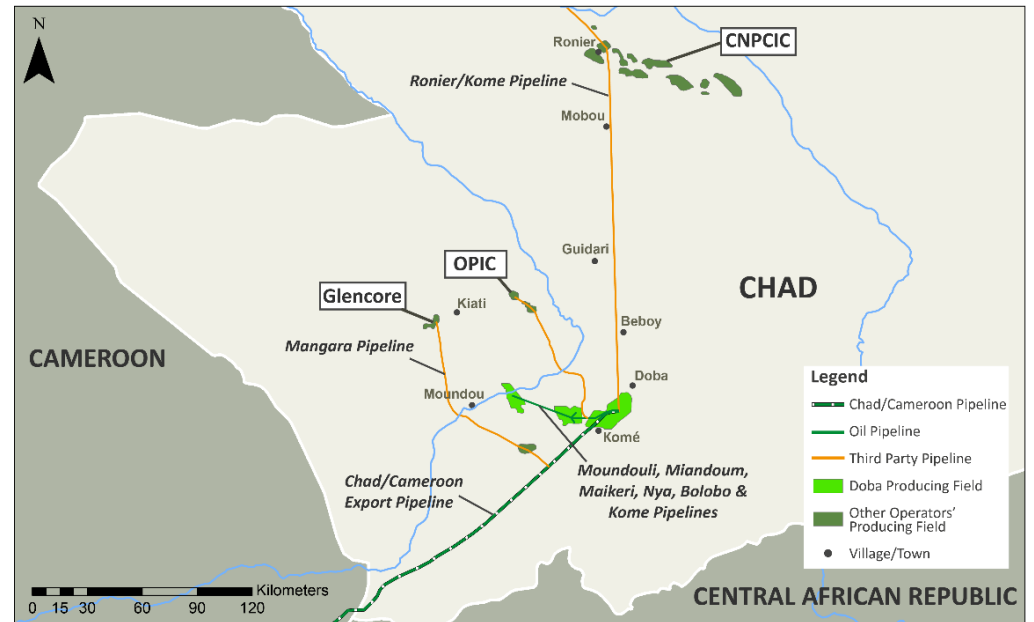 N
Ronier
CNPCIC
Ronier/Kome Pipeline
Mobou
Guidari
OPIC
CHAD
Glencore
Kiati
Beboy
Mangara Pipeline
CAMEROON
Doba
Moundou
Komé
Moundouli, Miandoum,
Maikeri, Nya, Bolobo &
Kome Pipelines
Chad/Cameroon
Export Pipeline
Legend
Chad/Cameroon Pipeline
Oil Pipeline
Third Party Pipeline
Doba Producing Field
Other Operators'
Producing Field
Village/Town
Kilometers
0 15 30 60 90 120
CENTRAL AFRICAN REPUBLIC